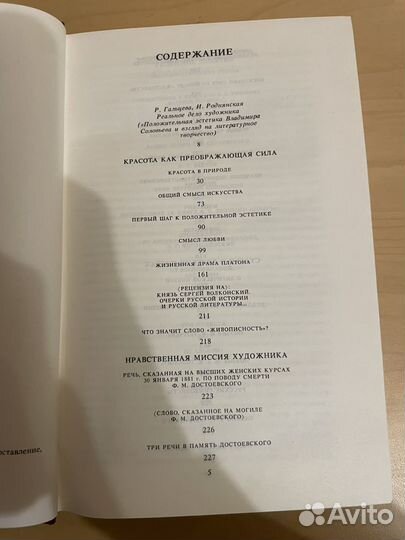 СОДЕРЖАНИЕ
Р. Гальцева, И. Роднянская
Реальное дело художника
(«Положительная эстетика Владимира
Соловьева и взгляд на литературное
творчество)
8
КРАСОТА КАК ПРЕОБРАЖАЮЩАЯ СИЛА
КРАСОТА В ПРИРОДЕ
30
ОБЩИЙ СМЫСЛ ИСКУССТВА
73
ПЕРВЫЙ ШАГ К ПОЛОЖИТЕЛЬНОЙ ЭСТЕТИКЕ
90
СМЫСЛ ЛЮБВИ
99
ЖИЗНЕННАЯ ДРАМА ПЛАТОНА
161
(РЕЦЕНЗИЯ НА):
КНЯЗЬ СЕРГЕЙ ВОЛКОНСКИЙ.
ОЧЕРКИ РУССКОЙ ИСТОРИИ
И РУССКОЙ ЛИТЕРАТУРЫ...
211
ЧТО ЗНАЧИТ СЛОВО «ЖИВОПИСНОСТЬ»?
218
НРАВСТВЕННАЯ МИССИЯ ХУДОЖНИКА
РЕЧЬ, СКАЗАННАЯ НА ВЫСШИХ ЖЕНСКИХ КУРСАХ
30 ЯНВАРЯ 1881 г. ПО ПОВОДУ СМЕРТИ
Ф. М. ДОСТОЕВСКОГО
223
(СЛОВО, СКАЗАННОЕ НА МОГИЛЕ
Ф. М. ДОСТОЕВСКОГО)
226
ТРИ РЕЧИ В ПАМЯТЬ ДОСТОЕВСКОГО
227
5
оставление,
Avito